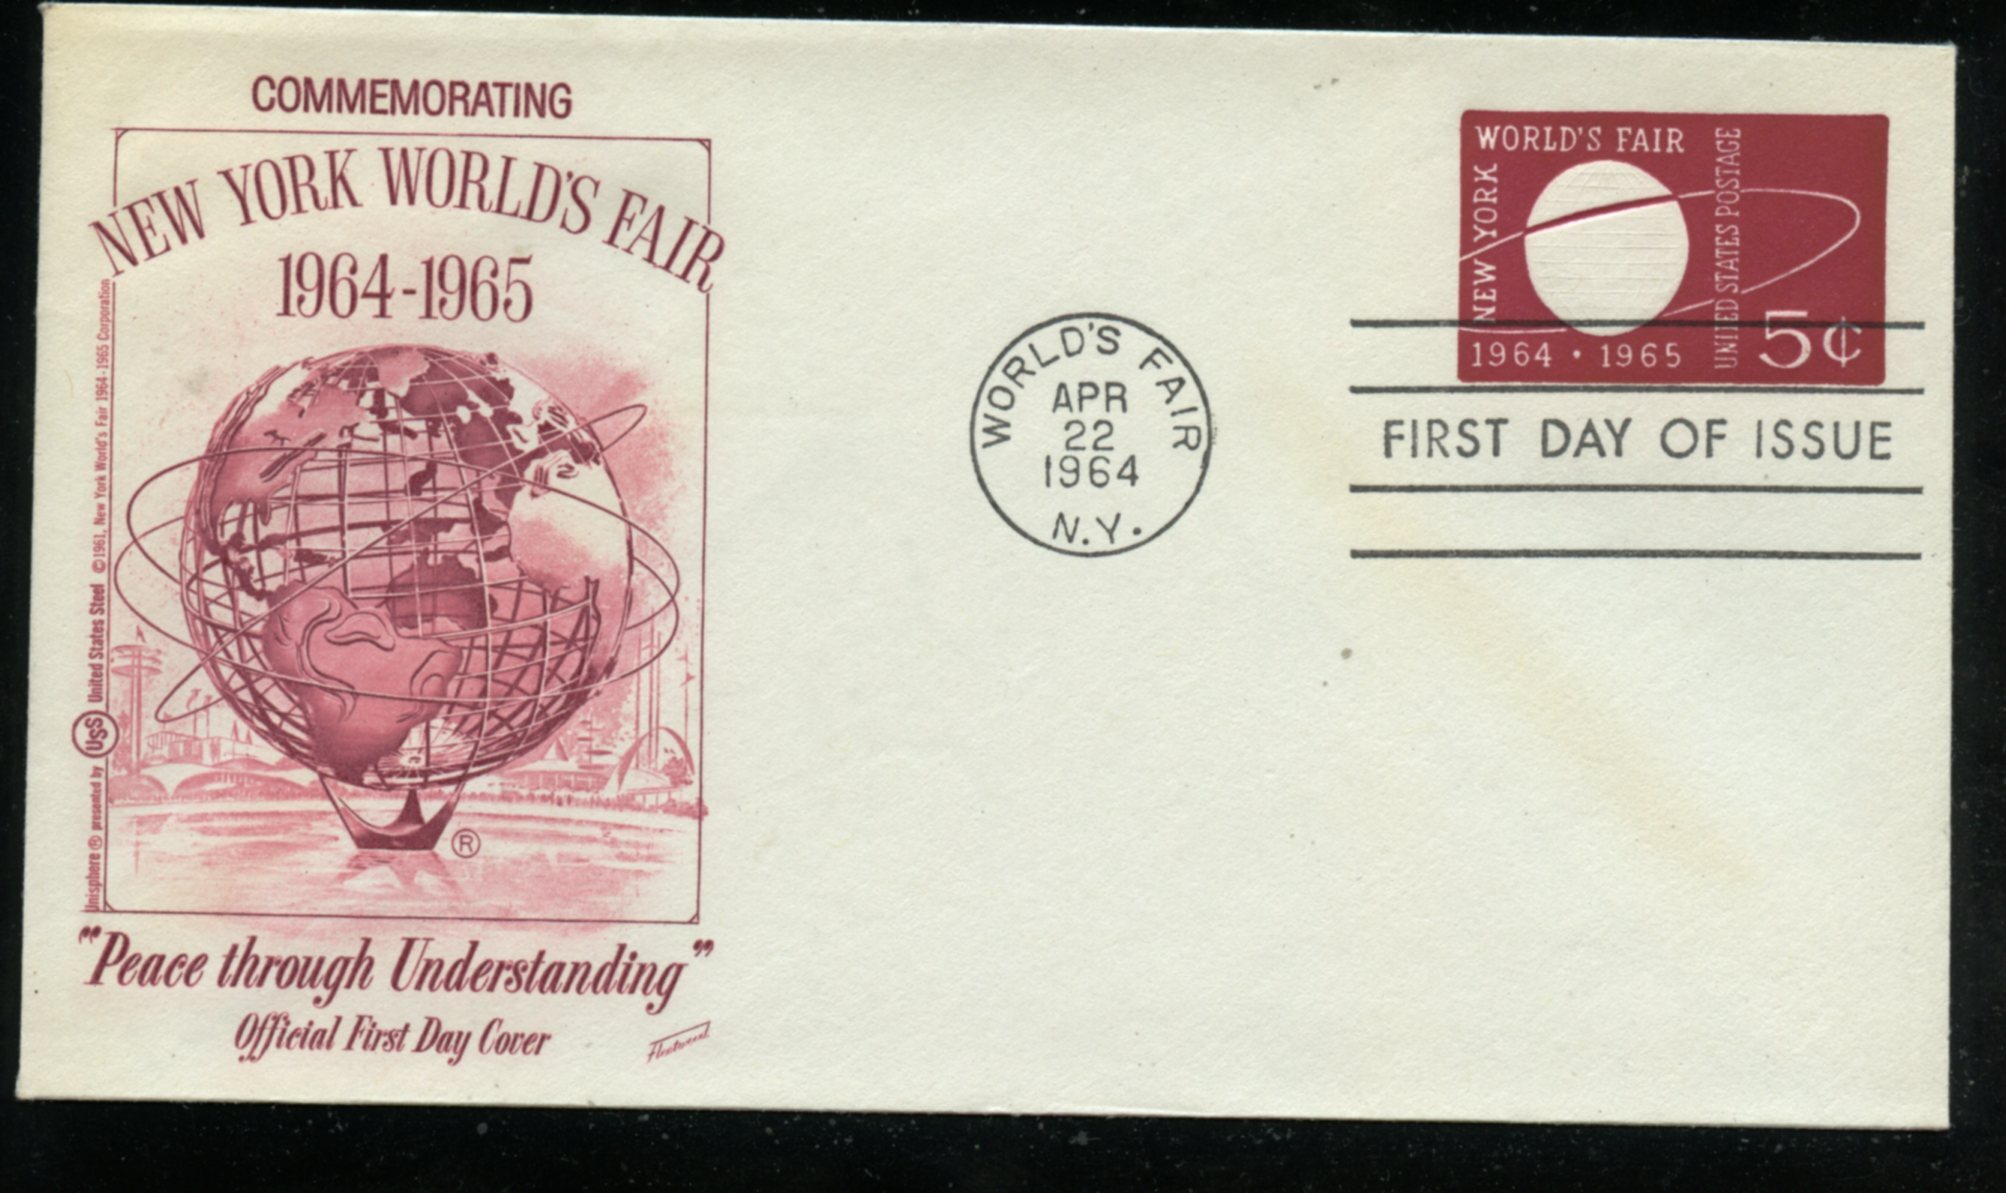 COMMEMORATING
NEW YORK WORLD'S FAIR
1964-1965
Unisphere ® presented by USS United States Steel © 1961, New York World's Fair 1964-1965 Corporation
®
"Peace through Understanding"
Official First Day Cover
Fleetwood
WORLD'S FAIR
APR
22
1964
N.Y.
WORLD'S FAIR
NEW YORK
UNITED STATES POSTAGE
1964 · 1965
5¢
FIRST DAY OF ISSUE